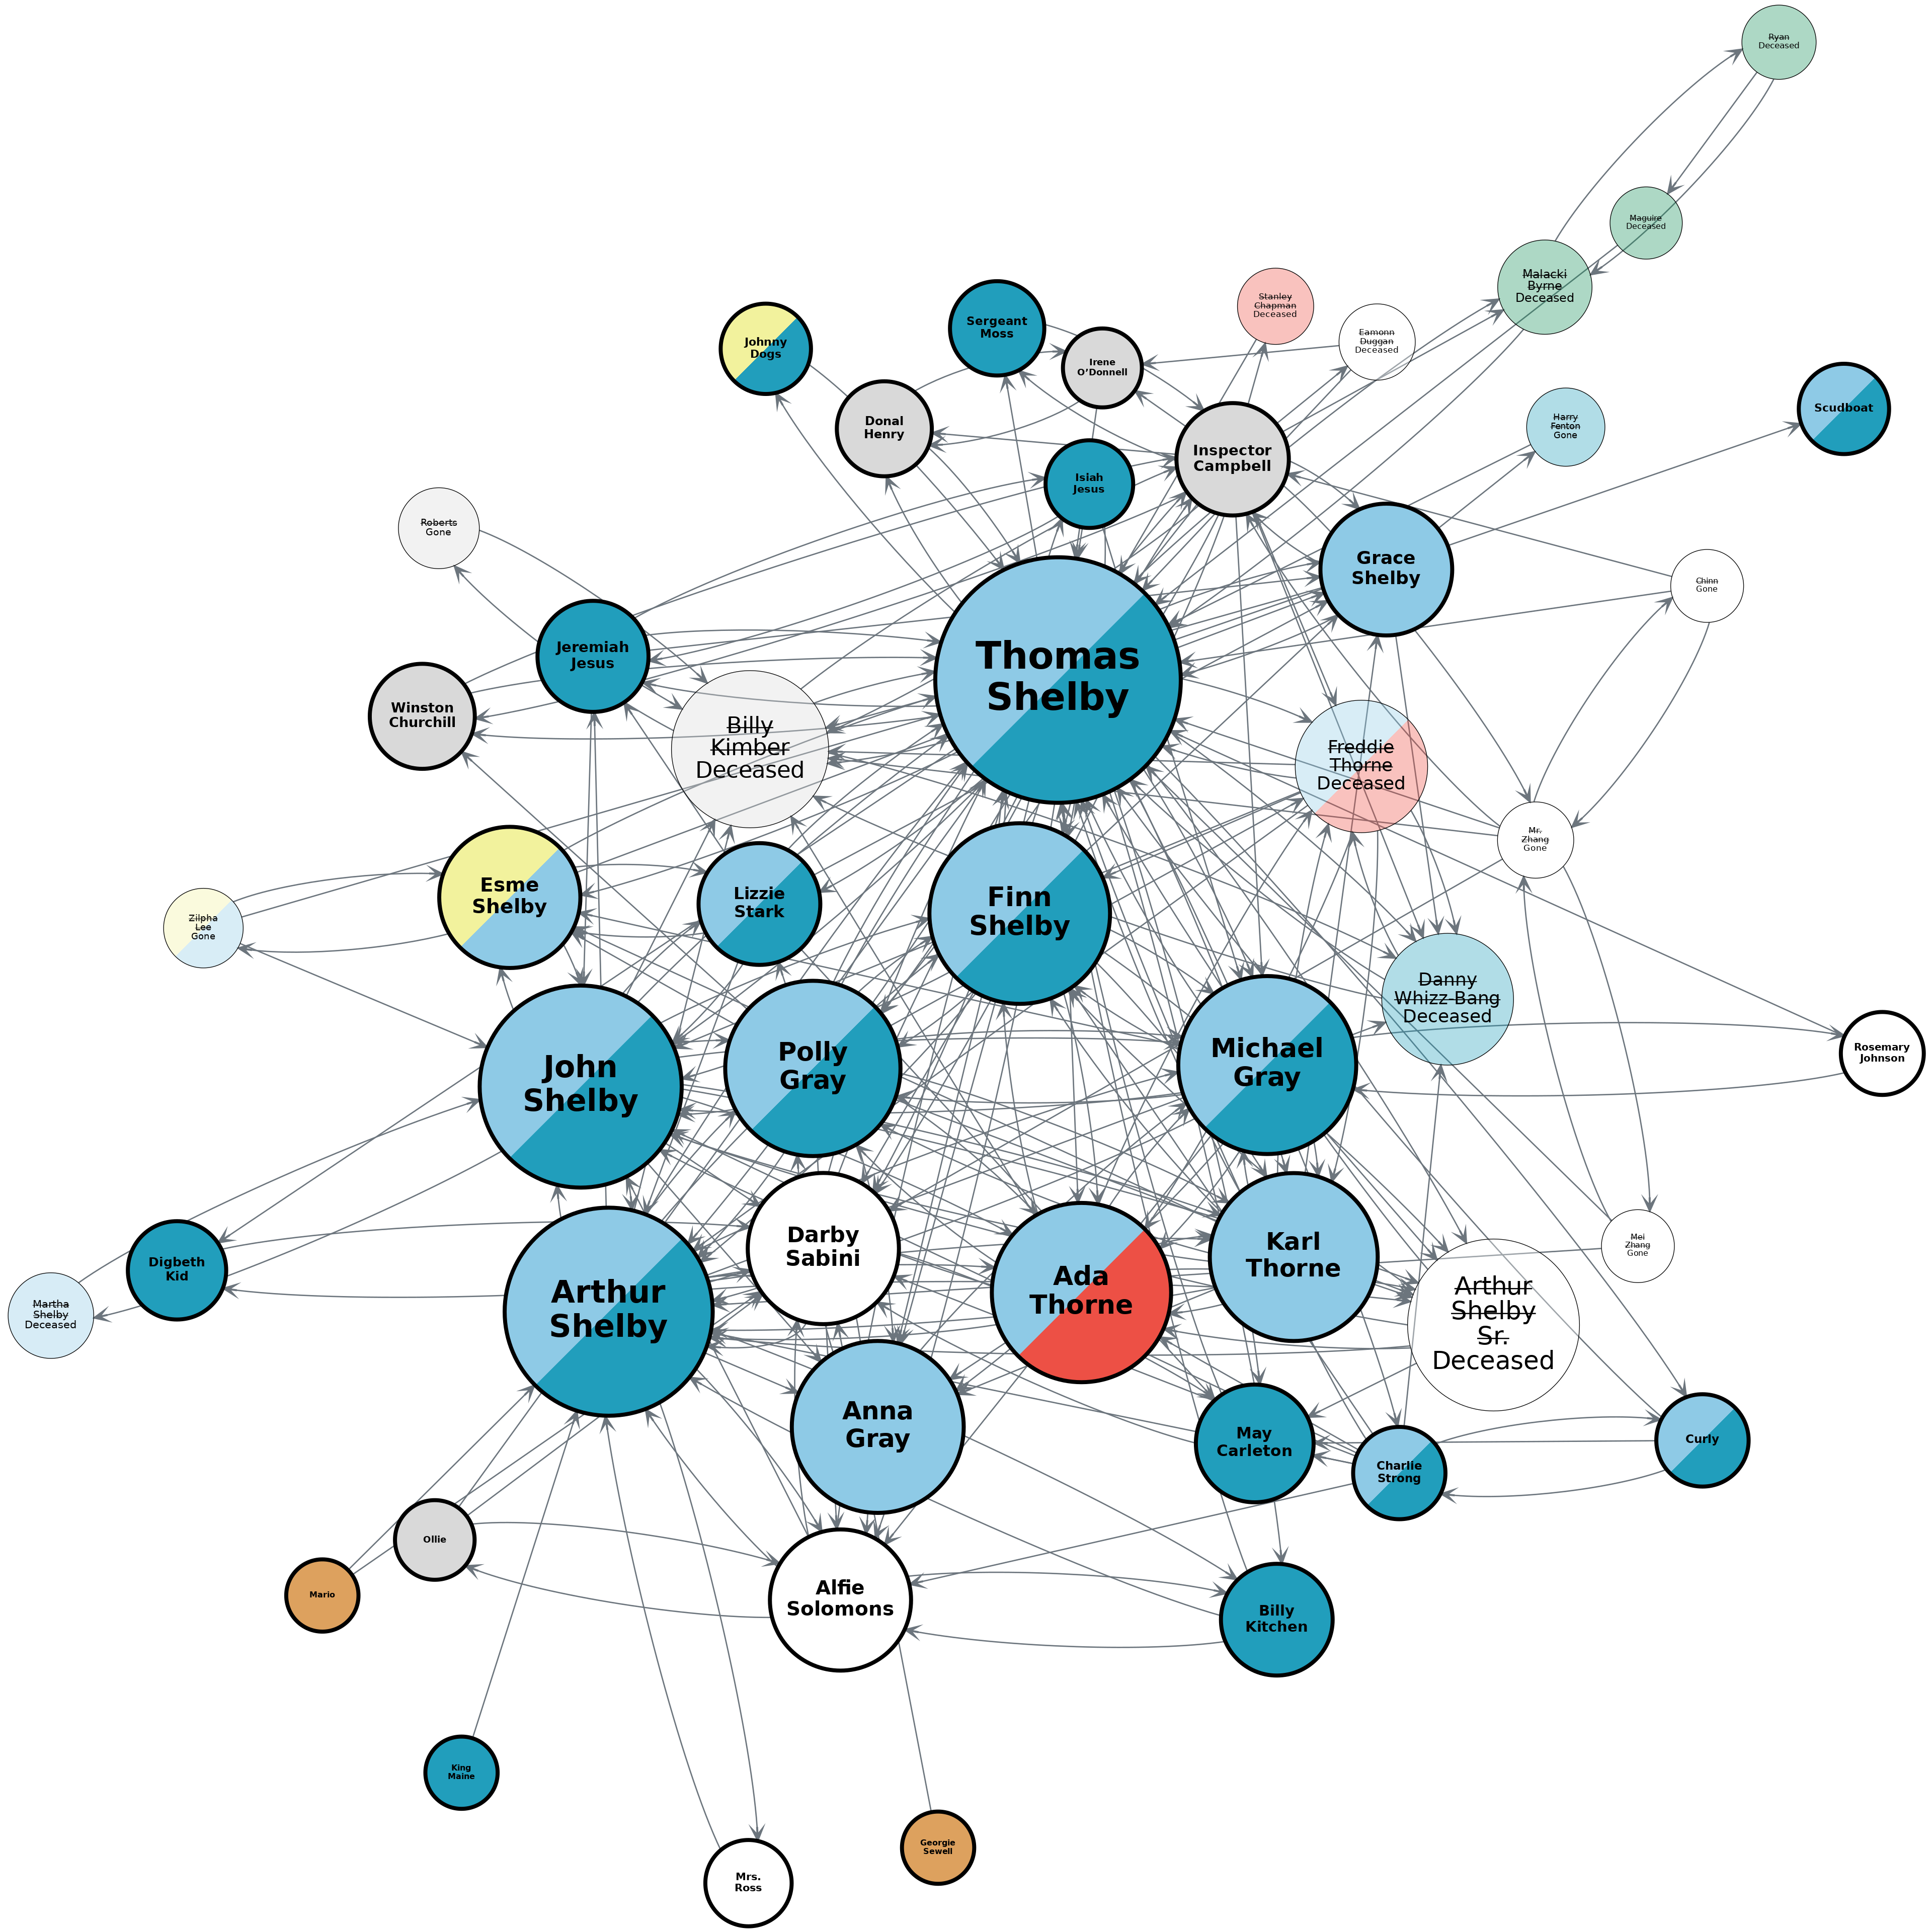 Ryan
Deceased
Maguire
Deceased
Malacki
Byrne
Deceased
Stanley
Chapman
Deceased
Sergeant
Moss
Johnny
Dogs
Eamonn
Duggan
Deceased
Irene
O’Donnell
Scudboat
Donal
Henry
Harry
Fenton
Gone
Inspector
Campbell
Isiah
Jesus
Roberts
Gone
Grace
Shelby
Chinn
Gone
Jeremiah
Jesus
Thomas
Shelby
Winston
Churchill
Billy
Kimber
Deceased
Freddie
Thorne
Deceased
Mr.
Zhang
Gone
Esme
Shelby
Lizzie
Stark
Finn
Shelby
Zilpha
Lee
Gone
Danny
Whizz-Bang
Deceased
Rosemary
Johnson
Michael
Gray
Polly
Gray
John
Shelby
Darby
Sabini
Mei
Zhang
Gone
Karl
Thorne
Digbeth
Kid
Ada
Thorne
Arthur
Shelby
Martha
Shelby
Deceased
Arthur
Shelby
Sr.
Deceased
Anna
Gray
May
Carleton
Curly
Charlie
Strong
Ollie
Mario
Alfie
Solomons
Billy
Kitchen
King
Maine
Georgie
Sewell
Mrs.
Ross